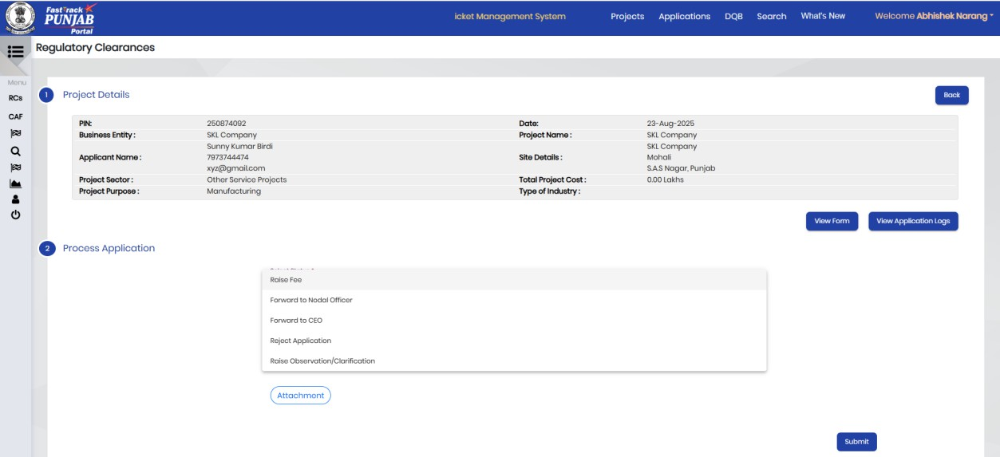 FastTrack
PUNJAB
Portal
icket Management System
Projects
Applications
DQB
Search
What's New
Welcome Abhishek Narang
Regulatory Clearances
Menu
RCs
CAF
1 Project Details
Back
PIN: 250874092 Date: 23-Aug-2025
Business Entity : SKL Company Project Name : SKL Company
Applicant Name : Sunny Kumar Birdi
7973744474
xyz@gmail.com
Site Details : SKL Company
Mohali
S.A.S Nagar, Punjab
Project Sector : Other Service Projects Total Project Cost : 0.00 Lakhs
Project Purpose : Manufacturing Type of Industry :
View Form
View Application Logs
2 Process Application
Raise Fee
Forward to Nodal Officer
Forward to CEO
Reject Application
Raise Observation/Clarification
Attachment
Submit